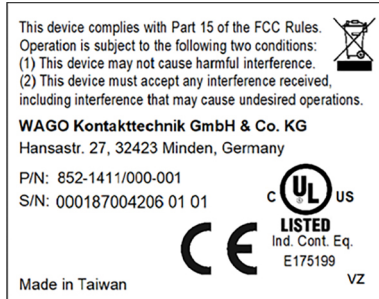 This device complies with Part 15 of the FCC Rules.
Operation is subject to the following two conditions:
(1) This device may not cause harmful interference.
(2) This device must accept any interference received,
including interference that may cause undesired operations.
WAGO Kontakttechnik GmbH & Co. KG
Hansastr. 27, 32423 Minden, Germany
P/N: 852-1411/000-001
S/N: 000187004206 01 01
C UL US
LISTED
Ind. Cont. Eq.
E175199
CE
Made in Taiwan
VZ